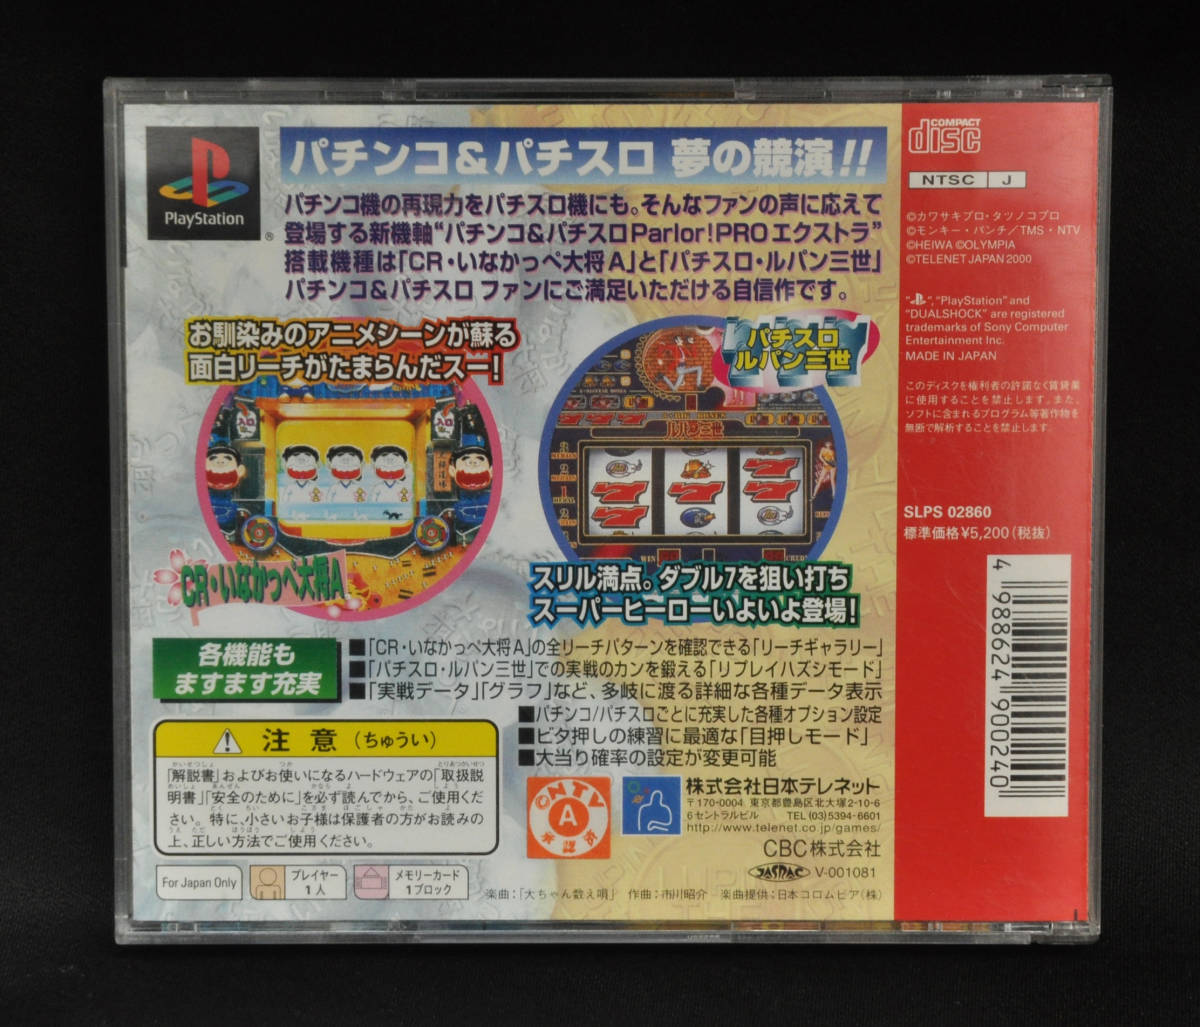 PlayStation
®
パチンコ&パチスロ 夢の競演!!
パチンコ機の再現力をパチスロ機にも。そんなファンの声に応えて
登場する新機軸“パチンコ&パチスロParlor!PROエクストラ”
搭載機種は「CR・いなかっぺ大将A」と「パチスロ・ルパン三世」
パチンコ&パチスロ ファンにご満足いただける自信作です。
お馴染みのアニメシーンが蘇る
面白リーチがたまらんだスー!
入口
入口
CR・いなかっぺ大将A
パチスロ
ルパン三世
ルパン三世
スリル満点。ダブル7を狙い打ち
スーパーヒーローいよいよ登場!
各機能も
ますます充実
■「CR・いなかっぺ大将A」の全リーチパターンを確認できる「リーチギャラリー」
■「パチスロ・ルパン三世」での実戦のカンを鍛える「リプレイハズシモード」
■「実戦データ」「グラフ」など、多岐に渡る詳細な各種データ表示
■パチンコ/パチスロごとに充実した各種オプション設定
■ビタ押しの練習に最適な「目押しモード」
■大当り確率の設定が変更可能
注意(ちゅうい)
「解説書」およびお使いになるハードウェアの「取扱説
明書」「安全のために」を必ず読んでから、ご使用くだ
さい。特に、小さいお子様は保護者の方がお読みの
上、正しい方法でご使用ください。
For Japan Only
プレイヤー
1人
メモリーカード
1ブロック
©NTV
A
承認済
株式会社日本テレネット
〒170-0004 東京都豊島区北大塚2-10-6
6セントラルビル TEL(03)5394-6601
http://www.telenet.co.jp/games/
CBC株式会社
JASRAC V-001081
楽曲:「大ちゃん数え唄」 作曲:市川昭介 楽曲提供:日本コロムビア(株)
COMPACT
disc
NTSC J
©カワサキプロ・タツノコプロ
©モンキー・パンチ/TMS・NTV
©HEIWA ©OLYMPIA
©TELENET JAPAN 2000
“ ”, “PlayStation” and
“DUALSHOCK” are registered
trademarks of Sony Computer
Entertainment Inc.
MADE IN JAPAN
このディスクを権利者の許諾なく賃貸業
に使用することを禁止します。また、
ソフトに含まれるプログラム等著作物を
無断で解析することを禁止します。
SLPS 02860
標準価格¥5,200(税抜)
4 988624 900240